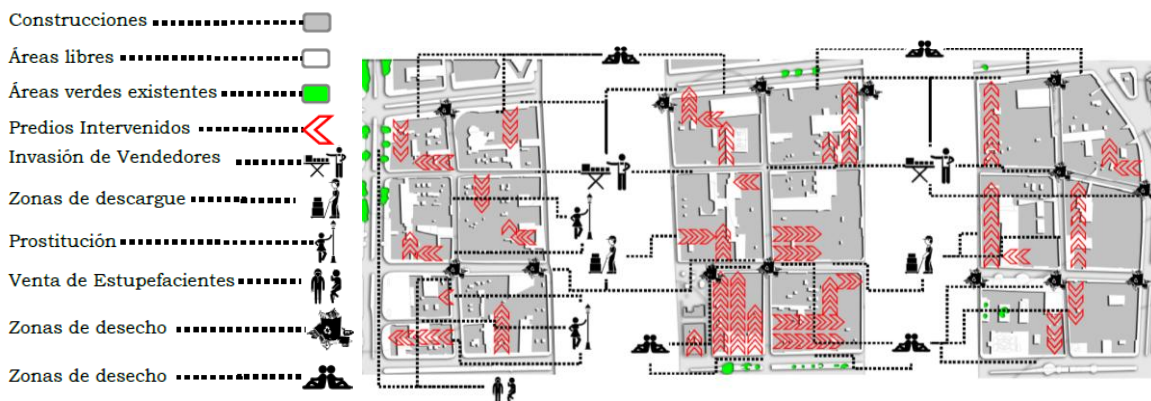 Construcciones
Áreas libres
Áreas verdes existentes
Predios Intervenidos
Invasión de Vendedores
Zonas de descargue
Prostitución
Venta de Estupefacientes
Zonas de desecho
Zonas de desecho